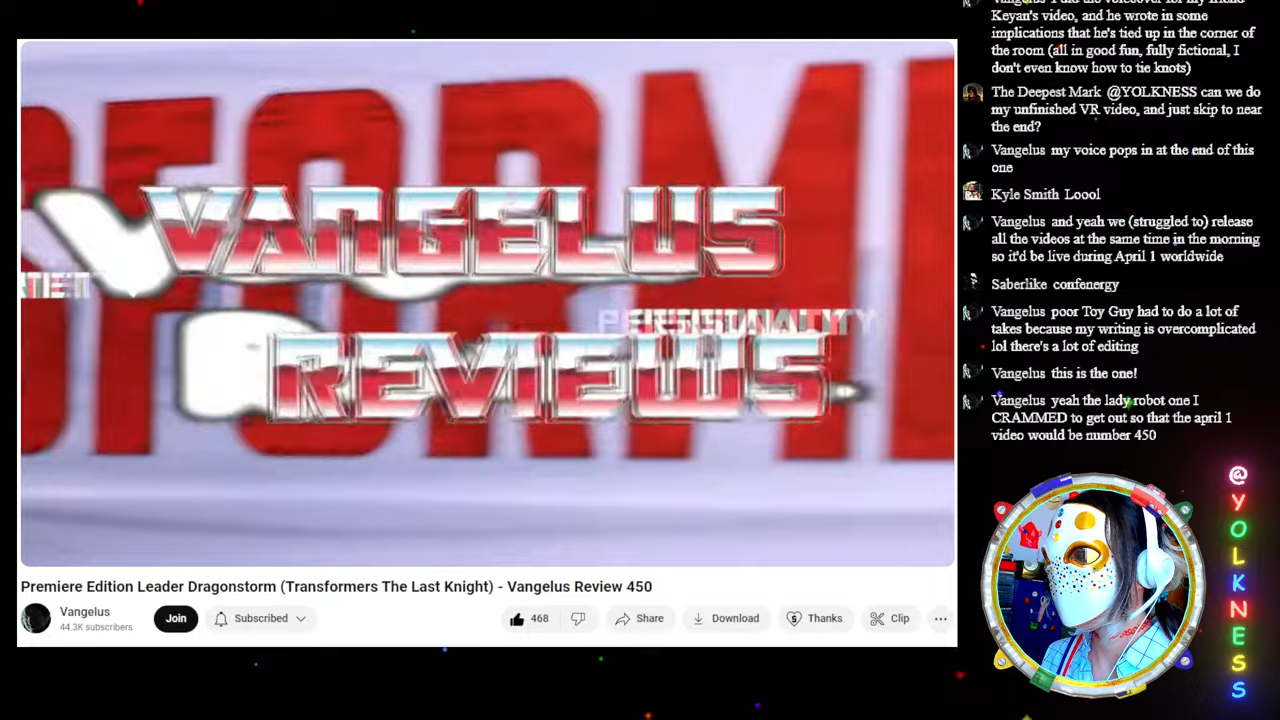 VANGELUS
REVIEWS
Premiere Edition Leader Dragonstorm (Transformers The Last Knight) - Vangelus Review 450
Vangelus
44.3K subscribers
Join
Subscribed
468
Share
Download
Thanks
Clip
Keyan's video, and he wrote in some
implications that he's tied up in the corner of
the room (all in good fun, fully fictional, I
don't even know how to tie knots)
The Deepest Mark @YOLKNESS can we do
my unfinished VR video, and just skip to near
the end?
Vangelus my voice pops in at the end of this
one
Kyle Smith Loool
Vangelus and yeah we (struggled to) release
all the videos at the same time in the morning
so it'd be live during April 1 worldwide
Saberlike confenergy
Vangelus poor Toy Guy had to do a lot of
takes because my writing is overcomplicated
lol there's a lot of editing
Vangelus this is the one!
Vangelus yeah the lady robot one I
CRAMMED to get out so that the april 1
video would be number 450
@YOLKNESS